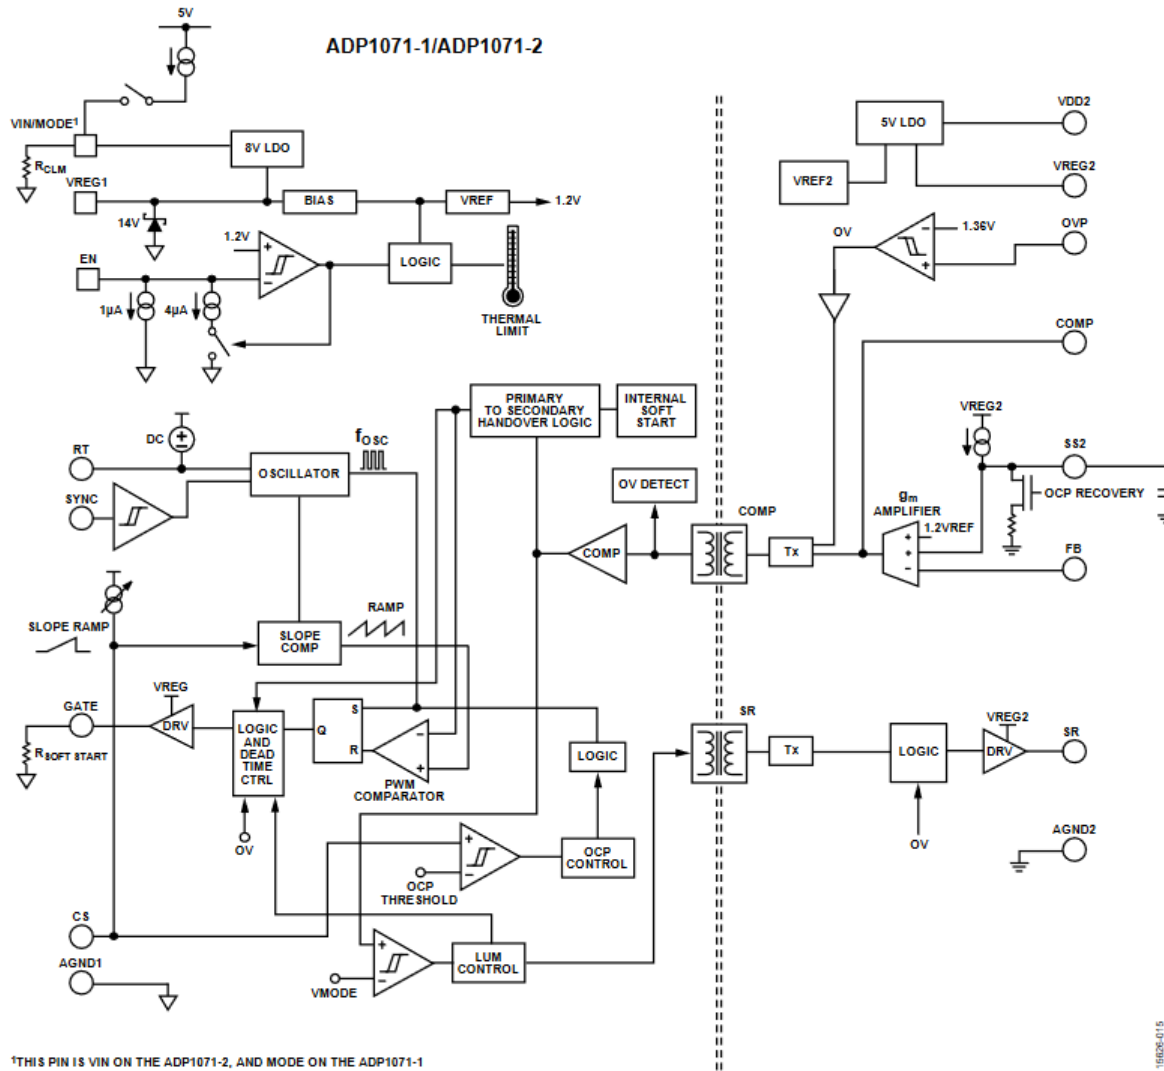 5V
ADP1071-1/ADP1071-2
VIN/MODE¹
R_CLM
8V LDO
VREG1
BIAS
VREF
1.2V
14V
1.2V
EN
LOGIC
1µA
4µA
THERMAL
LIMIT
VDD2
5V LDO
VREF2
VREG2
OV
1.36V
OVP
COMP
PRIMARY
TO SECONDARY
HANDOVER LOGIC
INTERNAL
SOFT
START
VREG2
DC
fOSC
RT
OSCILLATOR
SYNC
OV DETECT
SS2
OCP RECOVERY
gm
AMPLIFIER
1.2VREF
COMP
COMP
Tx
FB
SLOPE RAMP
SLOPE
COMP
RAMP
VREG
GATE
DRV
R_SOFT START
LOGIC
AND
DEAD
TIME
CTRL
Q
S
R
PWM
COMPARATOR
LOGIC
SR
Tx
LOGIC
VREG2
DRV
SR
OV
OCP
THRESHOLD
OCP
CONTROL
OV
AGND2
CS
AGND1
VMODE
LUM
CONTROL
¹THIS PIN IS VIN ON THE ADP1071-2, AND MODE ON THE ADP1071-1
15626-015